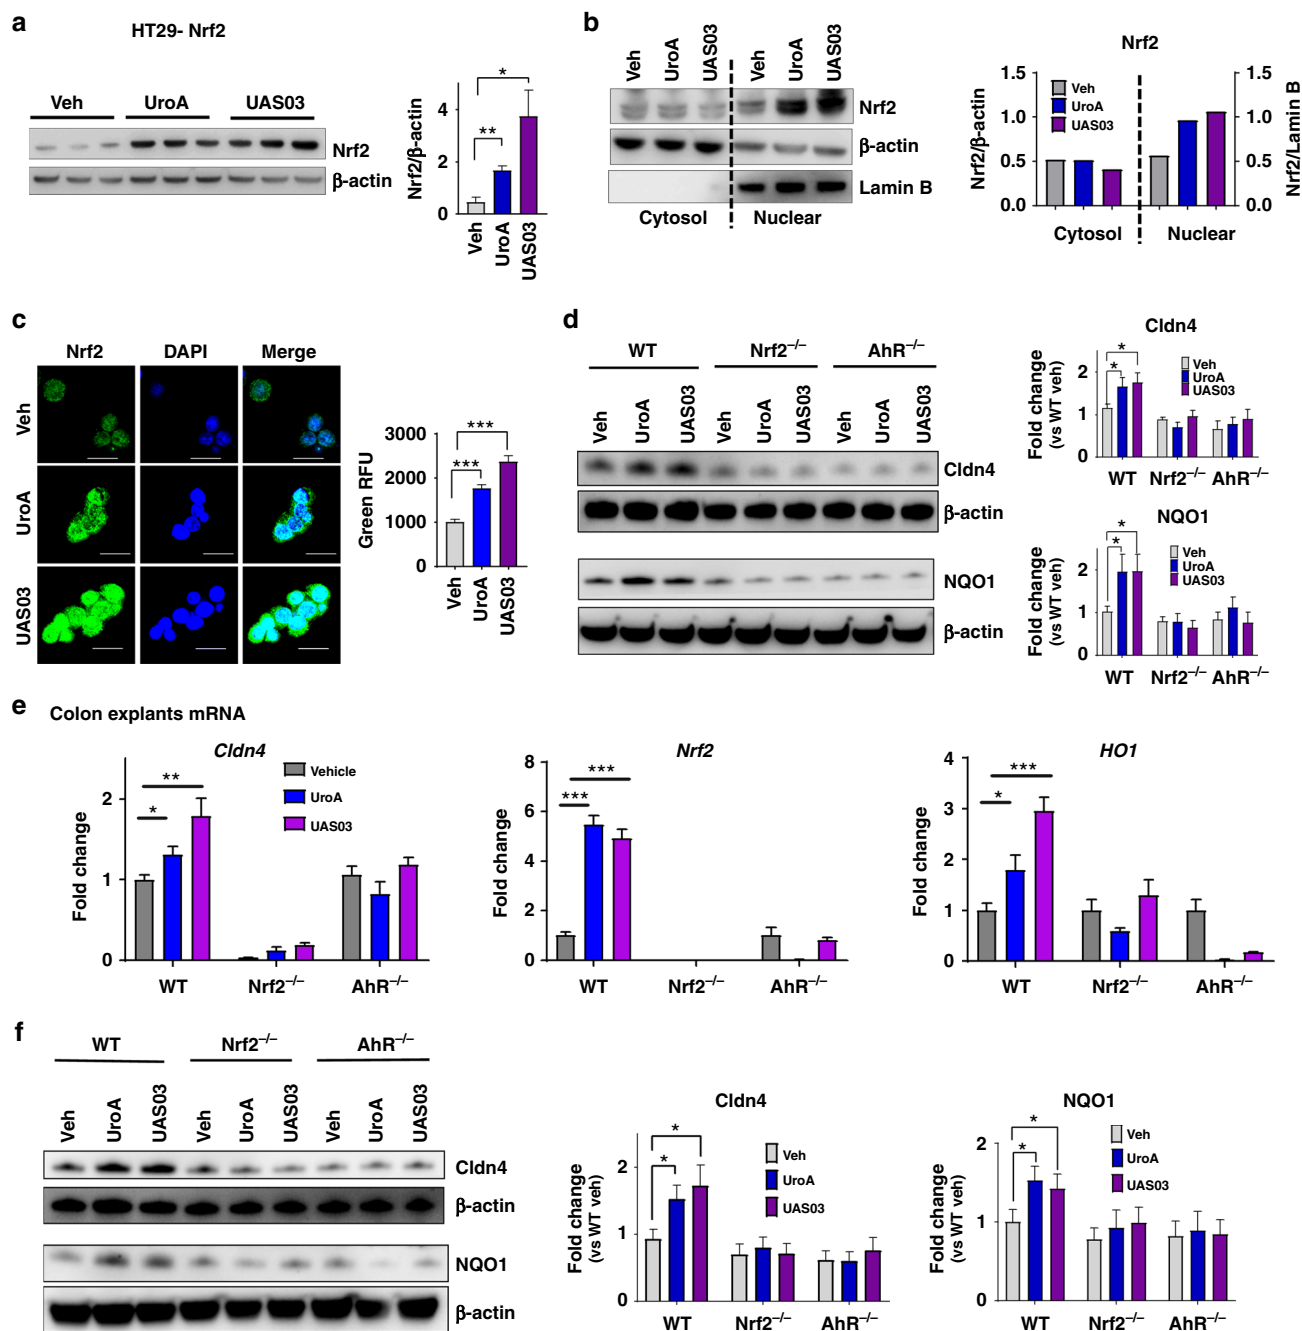 a
HT29- Nrf2
Veh UroA UAS03
Nrf2
β-actin
Nrf2/β-actin
4
2
0
*
**
Veh
UroA
UAS03
b
Veh UroA UAS03 Veh UroA UAS03
Nrf2
β-actin
Lamin B
Cytosol Nuclear
Nrf2
Nrf2/β-actin
1.5
1.0
0.5
0.0
Veh
UroA
UAS03
1.5
1.0
0.5
0.0
Nrf2/Lamin B
Cytosol Nuclear
c
Nrf2 DAPI Merge
Veh
UroA
UAS03
Green RFU
3000
2000
1000
0
***
***
Veh
UroA
UAS03
d
WT Nrf2–/– AhR–/–
Veh UroA UAS03 Veh UroA UAS03 Veh UroA UAS03
Cldn4
β-actin
NQO1
β-actin
Cldn4
Fold change
(vs WT veh)
2
1
0
*
*
Veh
UroA
UAS03
WT Nrf2–/– AhR–/–
NQO1
Fold change
(vs WT veh)
2
1
0
*
*
Veh
UroA
UAS03
WT Nrf2–/– AhR–/–
e
Colon explants mRNA
Cldn4
Fold change
2
1
0
**
*
Vehicle
UroA
UAS03
WT Nrf2–/– AhR–/–
Nrf2
Fold change
8
6
4
2
0
***
***
WT Nrf2–/– AhR–/–
HO1
Fold change
4
3
2
1
0
***
*
WT Nrf2–/– AhR–/–
f
WT Nrf2–/– AhR–/–
Veh UroA UAS03 Veh UroA UAS03 Veh UroA UAS03
Cldn4
β-actin
NQO1
β-actin
Cldn4
Fold change
(vs WT veh)
2
1
0
*
*
Veh
UroA
UAS03
WT Nrf2–/– AhR–/–
NQO1
Fold change
(vs WT veh)
2
1
0
*
*
Veh
UroA
UAS03
WT Nrf2–/– AhR–/–